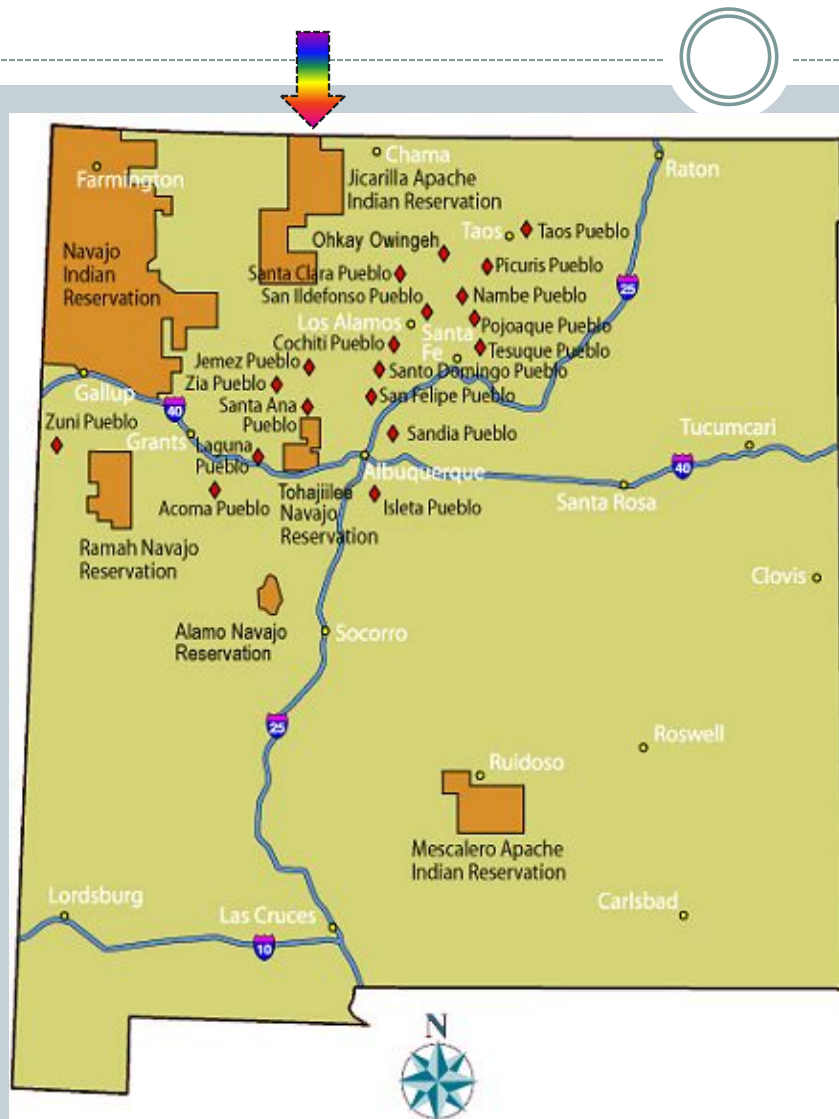 Chama
Raton
Farmington
Jicarilla Apache
Indian Reservation
Taos
Taos Pueblo
Ohkay Owingeh
Navajo
Indian
Reservation
Santa Clara Pueblo
Picuris Pueblo
25
San Ildefonso Pueblo
Nambe Pueblo
Los Alamos
Santa
Fe
Pojoaque Pueblo
Cochiti Pueblo
Tesuque Pueblo
Jemez Pueblo
Santo Domingo Pueblo
Zia Pueblo
Gallup
San Felipe Pueblo
40
Santa Ana
Pueblo
Zuni Pueblo
Grants
Laguna
Pueblo
Sandia Pueblo
Tucumcari
Albuquerque
40
Acoma Pueblo
Tohajiilee
Navajo
Reservation
Isleta Pueblo
Santa Rosa
Ramah Navajo
Reservation
Clovis
Alamo Navajo
Reservation
Socorro
25
Roswell
Ruidoso
Mescalero Apache
Indian Reservation
Lordsburg
Las Cruces
Carlsbad
10
N